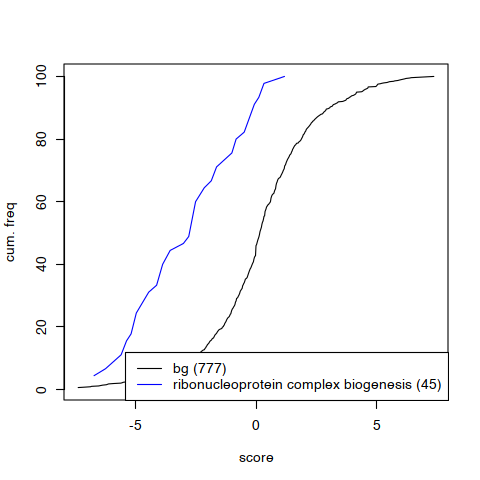 cum. freq
100
80
60
40
20
0
bg (777)
ribonucleoprotein complex biogenesis (45)
-5
0
5
score